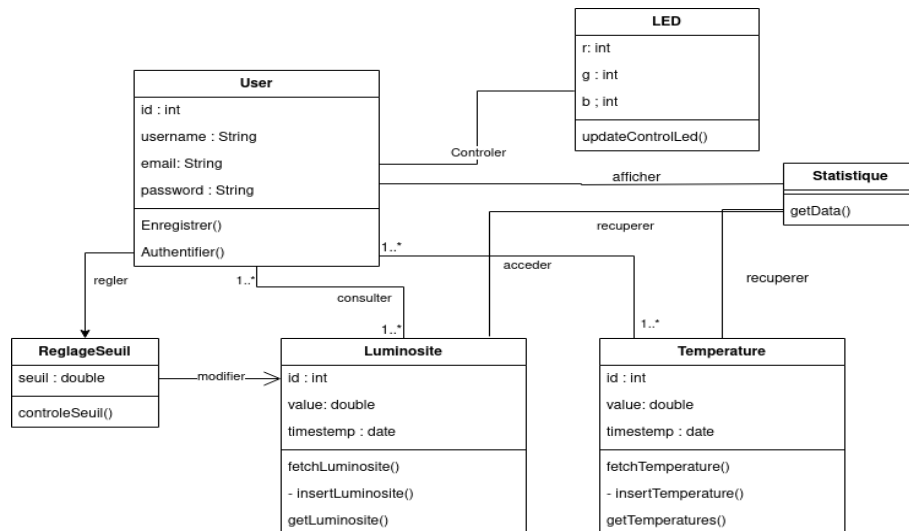 LED
r: int
g : int
b ; int
updateControlLed()
User
id : int
username : String
email: String
password : String
Enregistrer()
Authentifier()
Controler
afficher
Statistique
getData()
recuperer
1..*
acceder
recuperer
regler
1..*
consulter
1..*
1..*
ReglageSeuil
seuil : double
controleSeuil()
modifier
Luminosite
id : int
value: double
timestemp : date
fetchLuminosite()
- insertLuminosite()
getLuminosite()
Temperature
id : int
value: double
timestemp : date
fetchTemperature()
- insertTemperature()
getTemperatures()